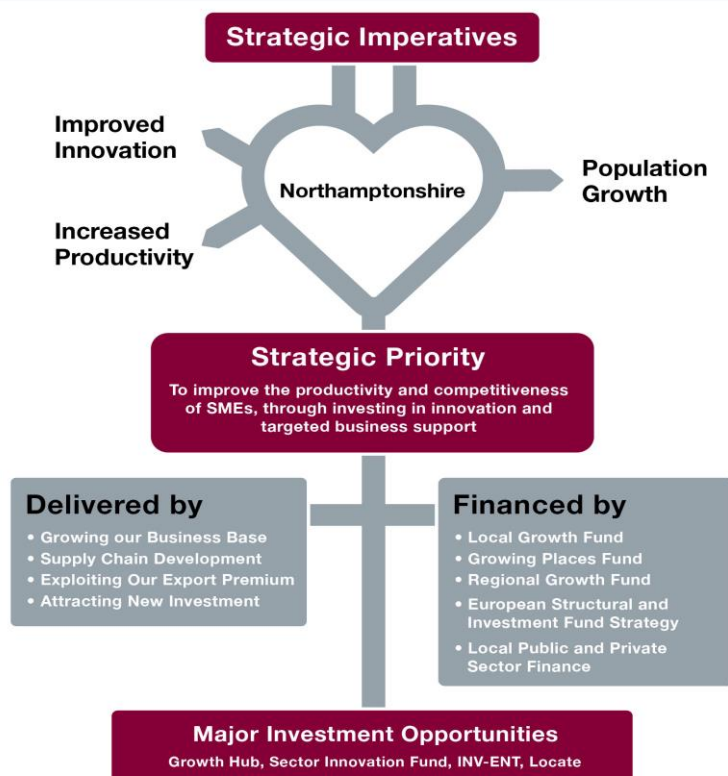 Strategic Imperatives
Improved
Innovation
Northamptonshire
Population
Growth
Increased
Productivity
Strategic Priority
To improve the productivity and competitiveness
of SMEs, through investing in innovation and
targeted business support
Delivered by
• Growing our Business Base
• Supply Chain Development
• Exploiting Our Export Premium
• Attracting New Investment
Financed by
• Local Growth Fund
• Growing Places Fund
• Regional Growth Fund
• European Structural and
Investment Fund Strategy
• Local Public and Private
Sector Finance
Major Investment Opportunities
Growth Hub, Sector Innovation Fund, INV-ENT, Locate